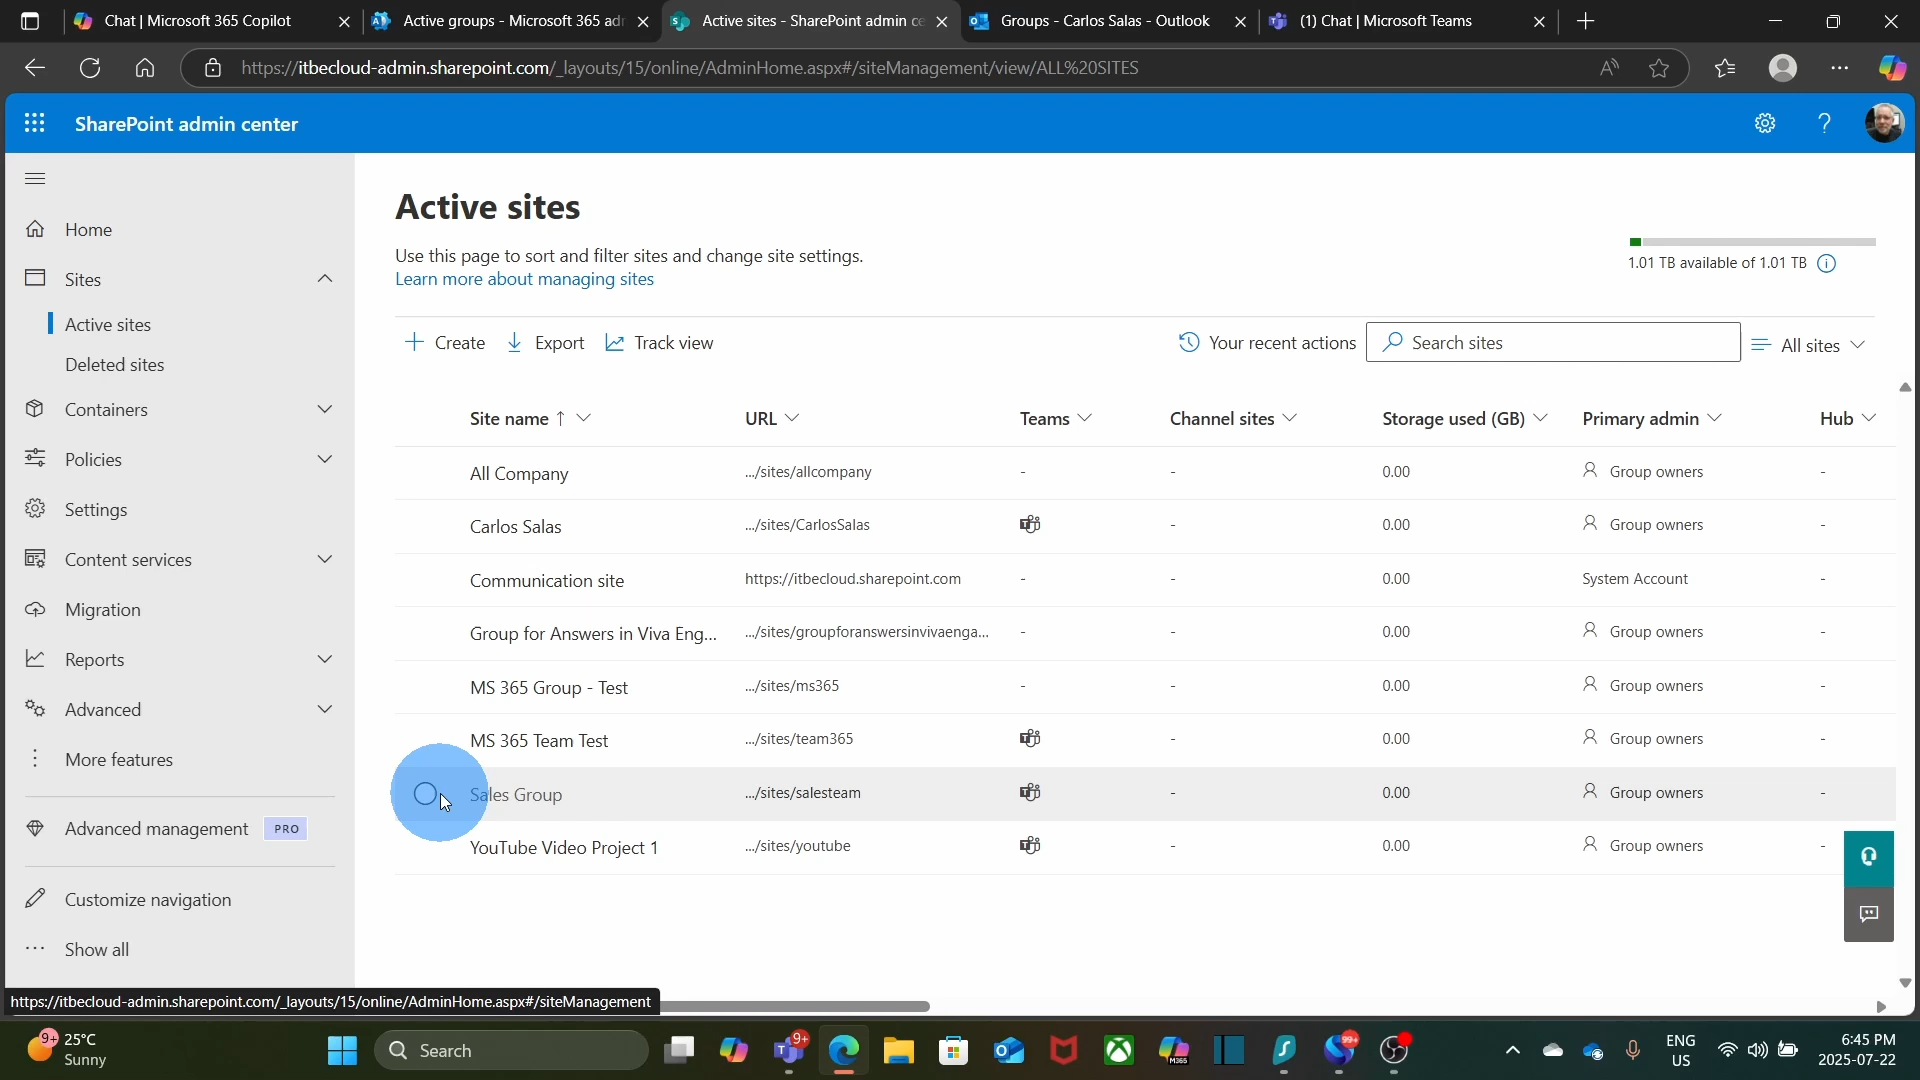 Chat | Microsoft 365 Copilot
Active groups - Microsoft 365 ad
Active sites - SharePoint admin ce
Groups - Carlos Salas - Outlook
(1) Chat | Microsoft Teams
https://itbecloud-admin.sharepoint.com/_layouts/15/online/AdminHome.aspx#/siteManagement/view/ALL%20SITES
SharePoint admin center
Home
Sites
Active sites
Deleted sites
Containers
Policies
Settings
Content services
Migration
Reports
Advanced
More features
Advanced management PRO
Customize navigation
Show all
Active sites
Use this page to sort and filter sites and change site settings.
Learn more about managing sites
1.01 TB available of 1.01 TB
Create Export Track view Your recent actions Search sites All sites
Site name ↑ URL Teams Channel sites Storage used (GB) Primary admin Hub
All Company .../sites/allcompany - - 0.00 Group owners -
Carlos Salas .../sites/CarlosSalas - 0.00 Group owners -
Communication site https://itbecloud.sharepoint.com - - 0.00 System Account -
Group for Answers in Viva Eng... .../sites/groupforanswersinvivaenga... - - 0.00 Group owners -
MS 365 Group - Test .../sites/ms365 - - 0.00 Group owners -
MS 365 Team Test .../sites/team365 - 0.00 Group owners -
Sales Group .../sites/salesteam - 0.00 Group owners -
YouTube Video Project 1 .../sites/youtube - 0.00 Group owners -
https://itbecloud-admin.sharepoint.com/_layouts/15/online/AdminHome.aspx#/siteManagement
9+ 25°C
Sunny
Search
9+
M365
99+
ENG
US
6:45 PM
2025-07-22